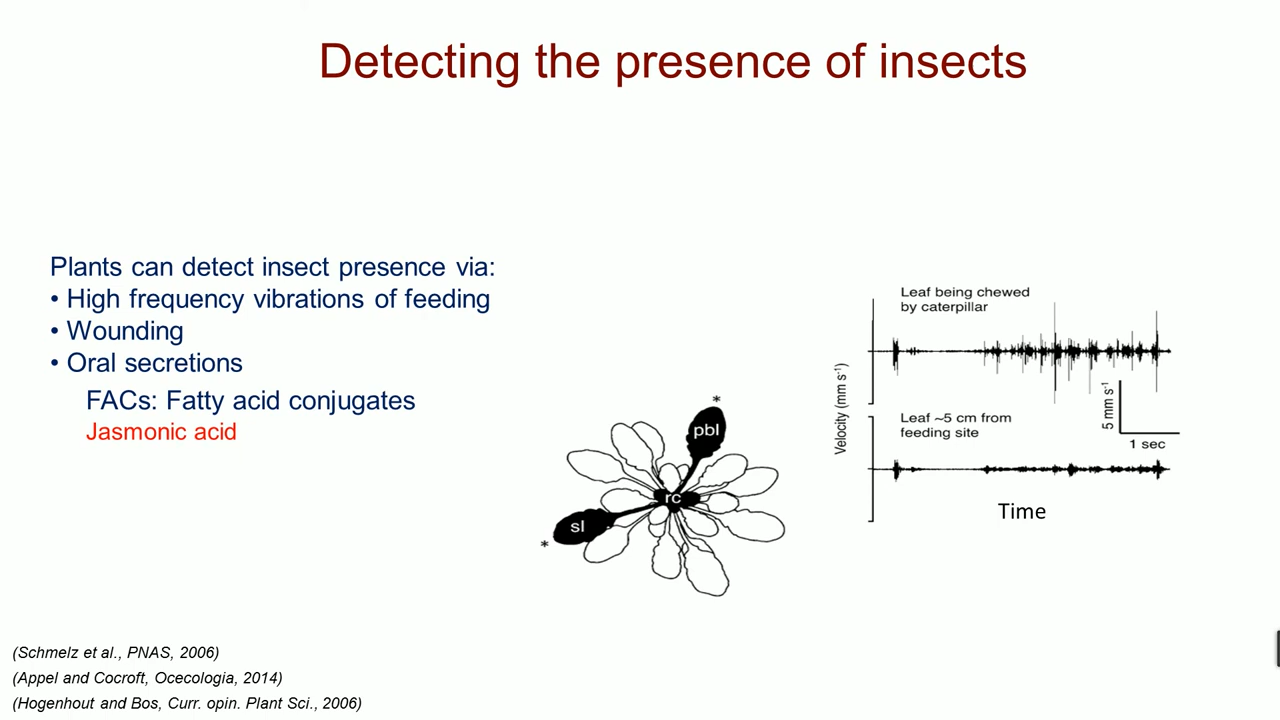 Detecting the presence of insects
Plants can detect insect presence via:
• High frequency vibrations of feeding
• Wounding
• Oral secretions
FACs: Fatty acid conjugates
Jasmonic acid
*
pbl
rc
sl
*
Leaf being chewed
by caterpillar
Velocity (mm s⁻¹)
Leaf ~5 cm from
feeding site
5 mm s⁻¹
1 sec
Time
(Schmelz et al., PNAS, 2006)
(Appel and Cocroft, Ocecologia, 2014)
(Hogenhout and Bos, Curr. opin. Plant Sci., 2006)